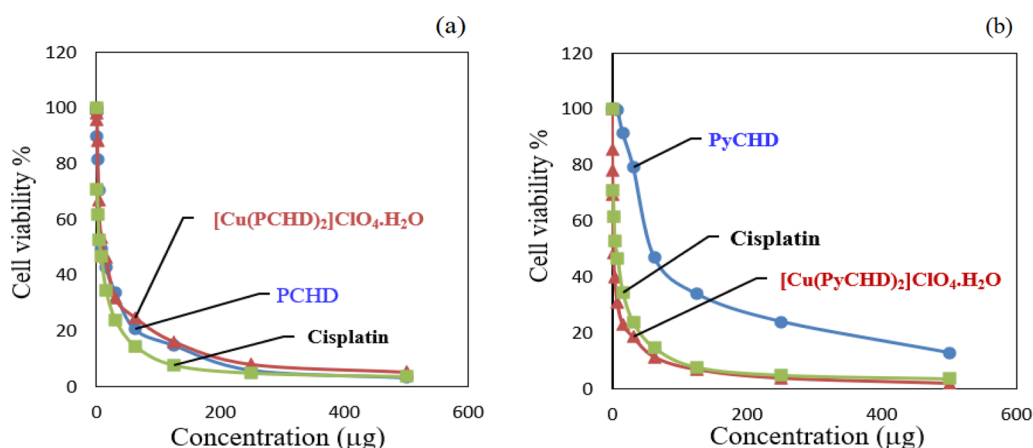 (a)
120
100
80
60
40
20
0
0 200 400 600
Cell viability %
Concentration (µg)
[Cu(PCHD)₂]ClO₄.H₂O
PCHD
Cisplatin
(b)
120
100
80
60
40
20
0
0 200 400 600
Cell viability %
Concentration (µg)
PyCHD
Cisplatin
[Cu(PyCHD)₂]ClO₄.H₂O